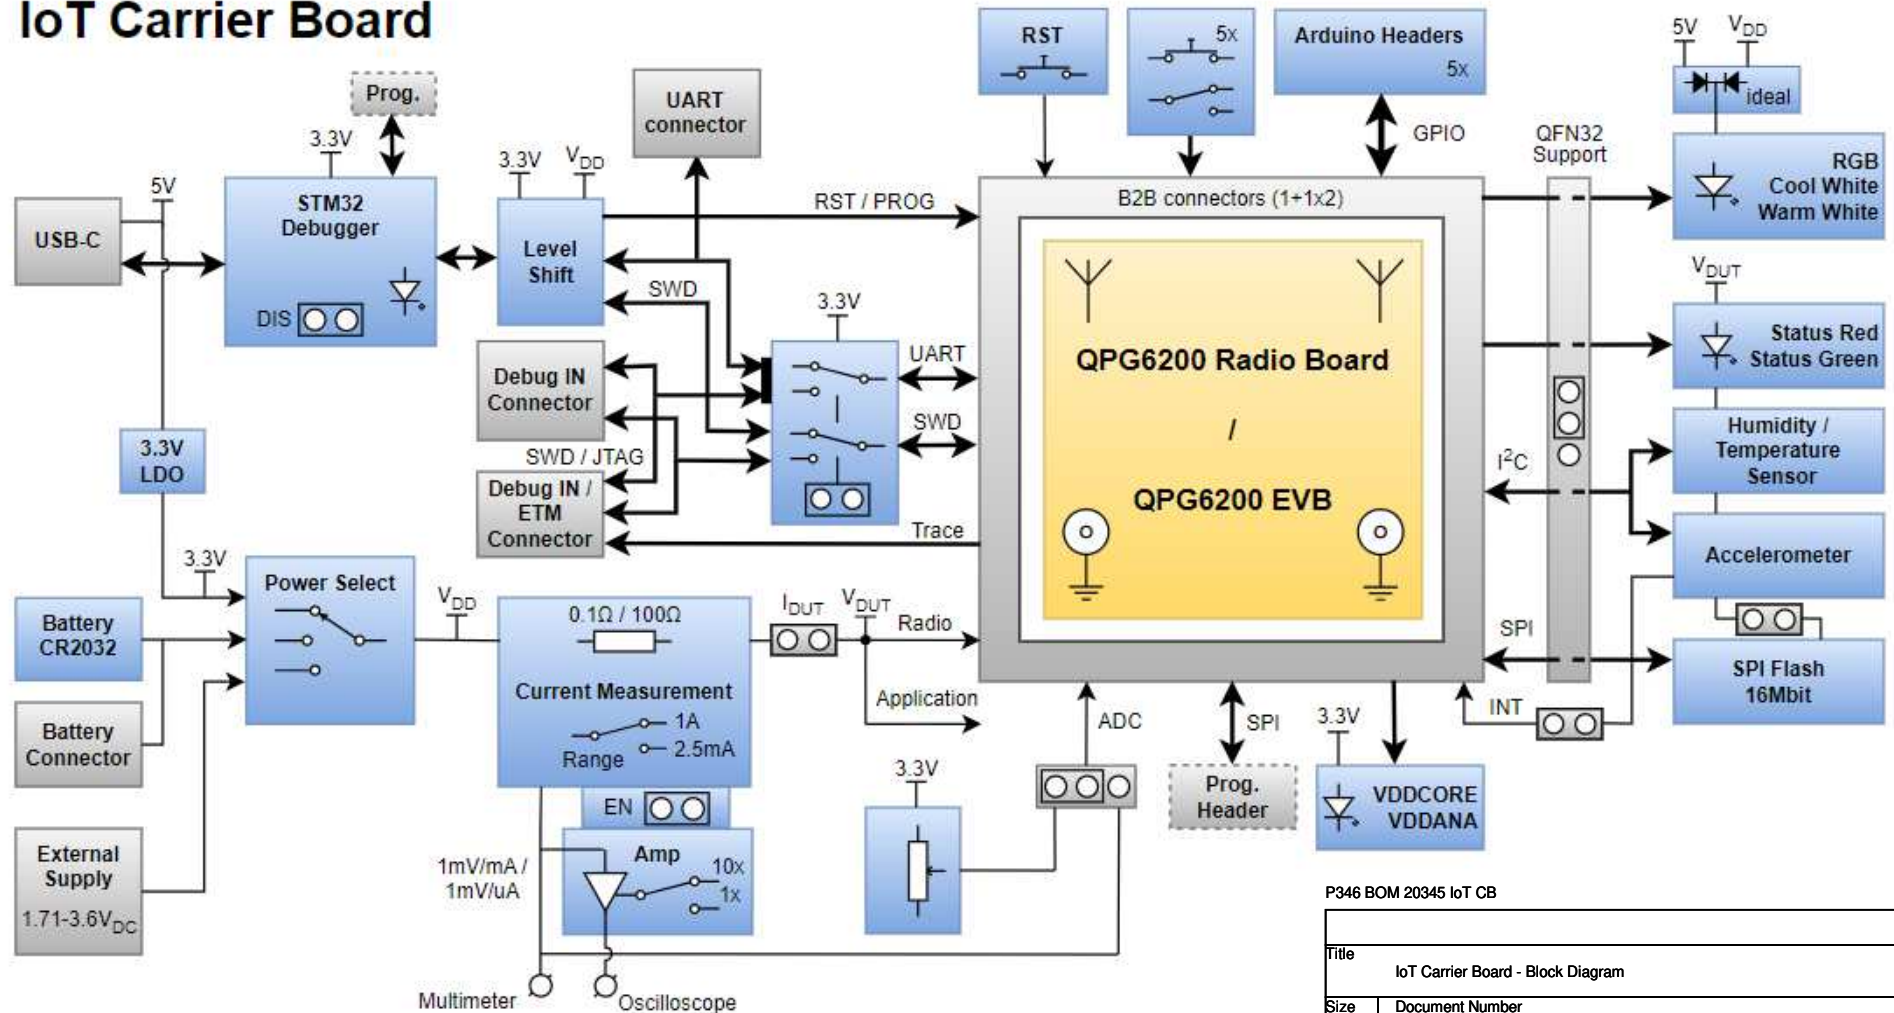 IoT Carrier Board
Prog.
3.3V
5V
USB-C
STM32
Debugger
DIS
3.3V
VDD
Level
Shift
UART
connector
RST / PROG
SWD
3.3V
UART
SWD
Debug IN
Connector
SWD / JTAG
Debug IN /
ETM
Connector
Trace
RST
5x
Arduino Headers
5x
GPIO
B2B connectors (1+1x2)
QPG6200 Radio Board
/
QPG6200 EVB
QFN32
Support
5V
VDD
ideal
RGB
Cool White
Warm White
VDUT
Status Red
Status Green
I2C
Humidity /
Temperature
Sensor
Accelerometer
SPI
SPI Flash
16Mbit
INT
3.3V
LDO
3.3V
Power Select
Battery
CR2032
Battery
Connector
External
Supply
1.71-3.6VDC
VDD
0.1Ω / 100Ω
Current Measurement
1A
Range
2.5mA
EN
Amp
10x
1x
1mV/mA /
1mV/uA
Multimeter
Oscilloscope
IDUT
VDUT
Radio
Application
3.3V
ADC
SPI
Prog.
Header
3.3V
VDDCORE
VDDANA
P346 BOM 20345 IoT CB
Title
IoT Carrier Board - Block Diagram
Size
Document Number